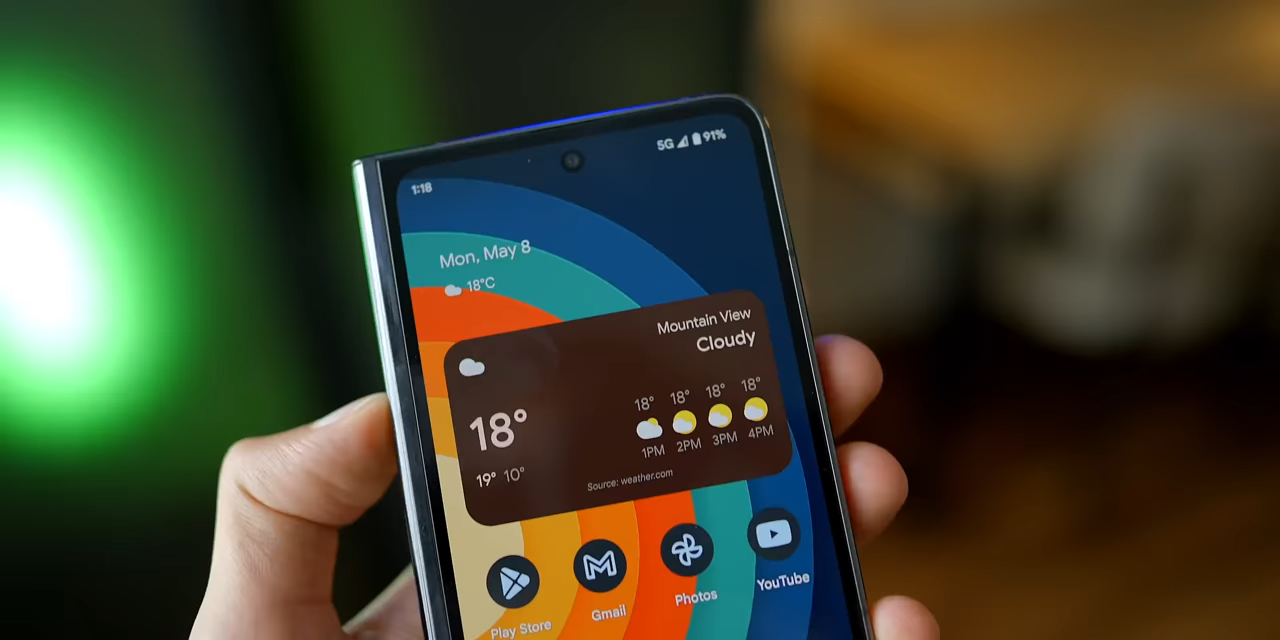 5G 91%
1:18
Mon, May 8
18°C
Mountain View
Cloudy
18°
19° 10°
18° 18° 18° 18°
1PM 2PM 3PM 4PM
Source: weather.com
Play Store Gmail Photos YouTube